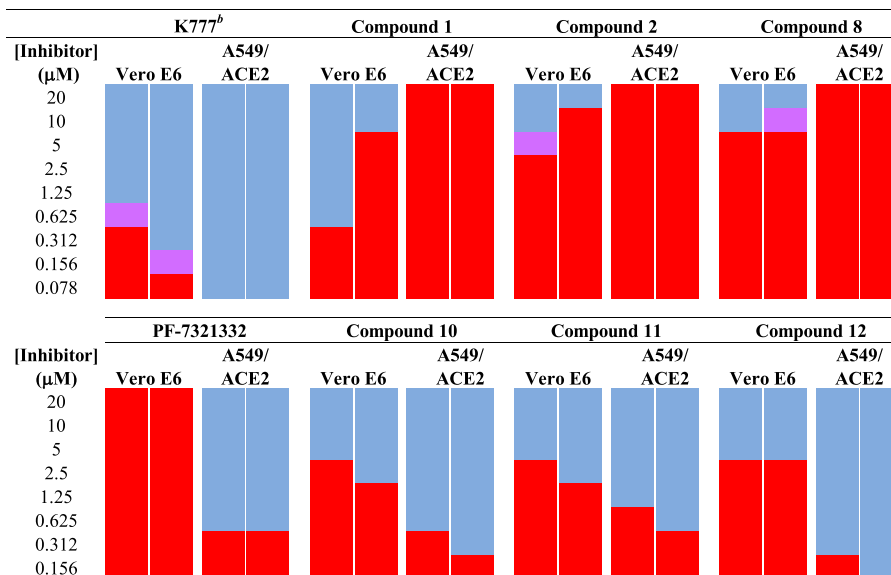 K777b Compound 1 Compound 2 Compound 8
[Inhibitor] A549/ A549/ A549/ A549/
(μM) Vero E6 ACE2 Vero E6 ACE2 Vero E6 ACE2 Vero E6 ACE2
20
10
5
2.5
1.25
0.625
0.312
0.156
0.078
PF-7321332 Compound 10 Compound 11 Compound 12
[Inhibitor] A549/ A549/ A549/ A549/
(μM) Vero E6 ACE2 Vero E6 ACE2 Vero E6 ACE2 Vero E6 ACE2
20
10
5
2.5
1.25
0.625
0.312
0.156